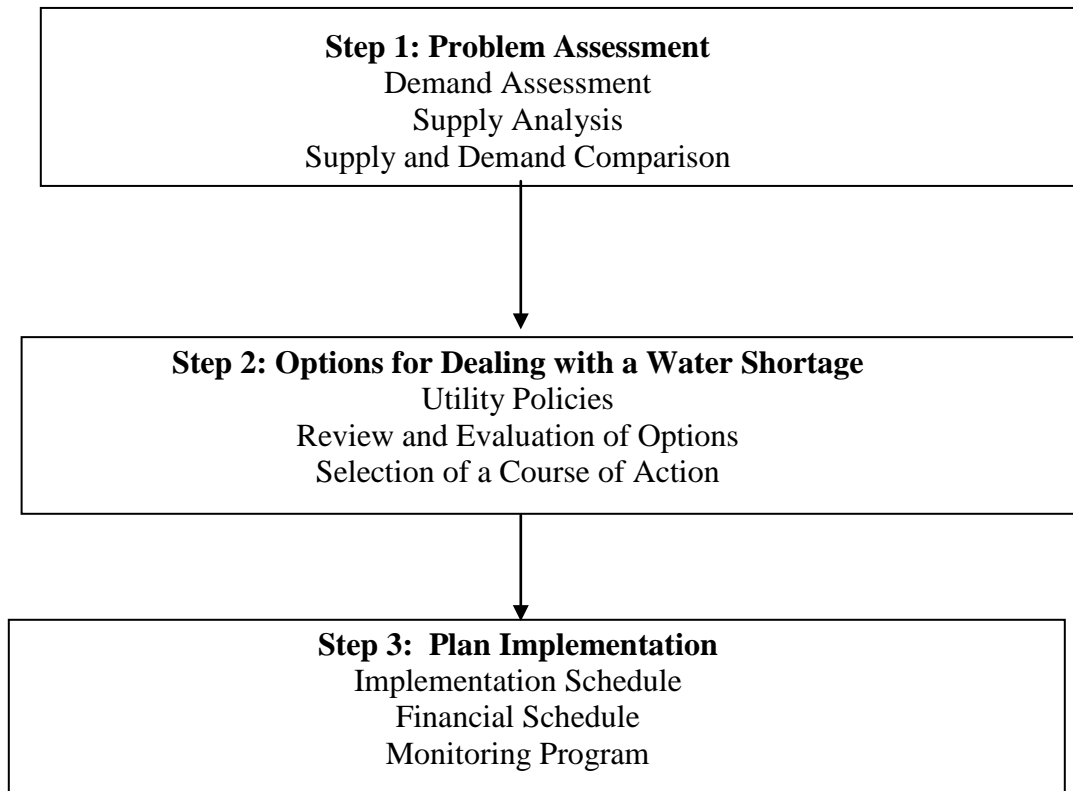 Step 1: Problem Assessment
Demand Assessment
Supply Analysis
Supply and Demand Comparison
Step 2: Options for Dealing with a Water Shortage
Utility Policies
Review and Evaluation of Options
Selection of a Course of Action
Step 3:  Plan Implementation
Implementation Schedule
Financial Schedule
Monitoring Program